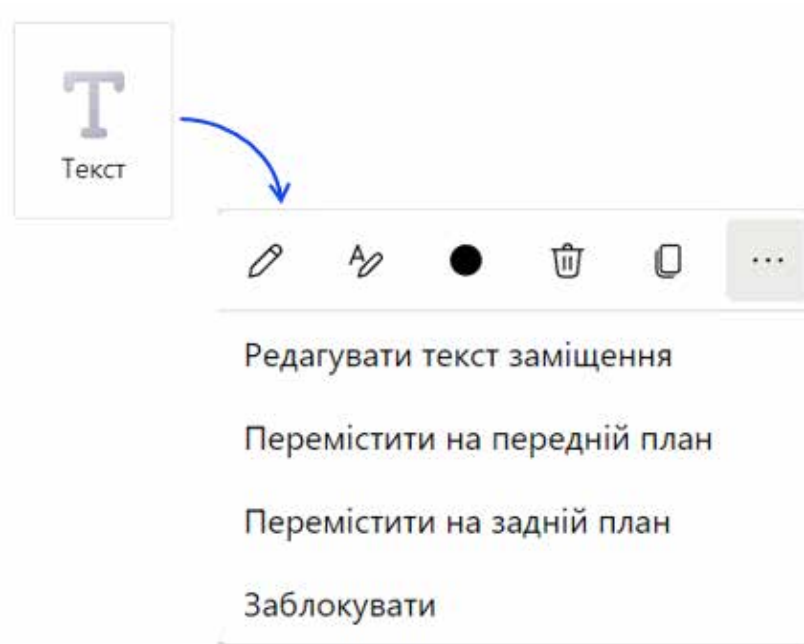 Текст
Редагувати текст заміщення
Перемістити на передній план
Перемістити на задній план
Заблокувати